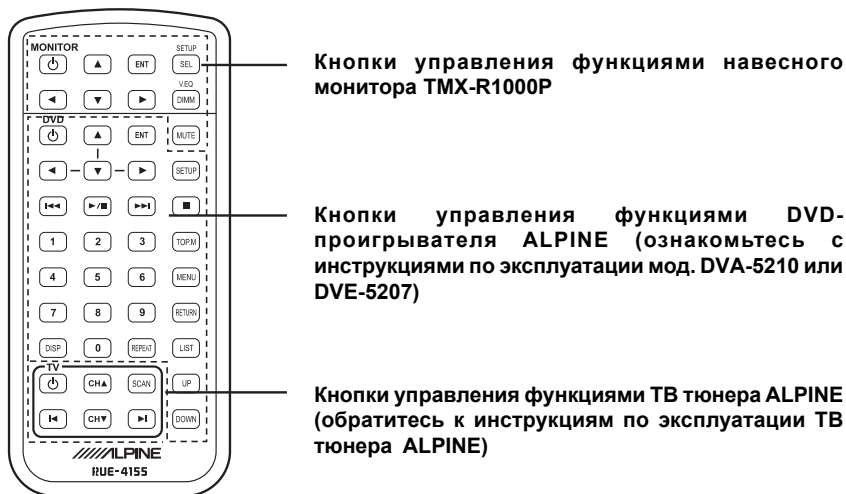 MONITOR
SETUP
ENT
SEL
V.EQ
DIMM
DVD
ENT
MUTE
SETUP
1 2 3 TOP.M
4 5 6 MENU
7 8 9 RETURN
DISP 0 REPEAT LIST
TV
CH▲ SCAN UP
CH▼ DOWN
ALPINE
RUE-4155
Кнопки управления функциями навесного
монитора TMX-R1000P
Кнопки управления функциями DVD-
проигрывателя ALPINE (ознакомьтесь с
инструкциями по эксплуатации мод. DVA-5210 или
DVE-5207)
Кнопки управления функциями ТВ тюнера ALPINE
(обратитесь к инструкциям по эксплуатации ТВ
тюнера ALPINE)